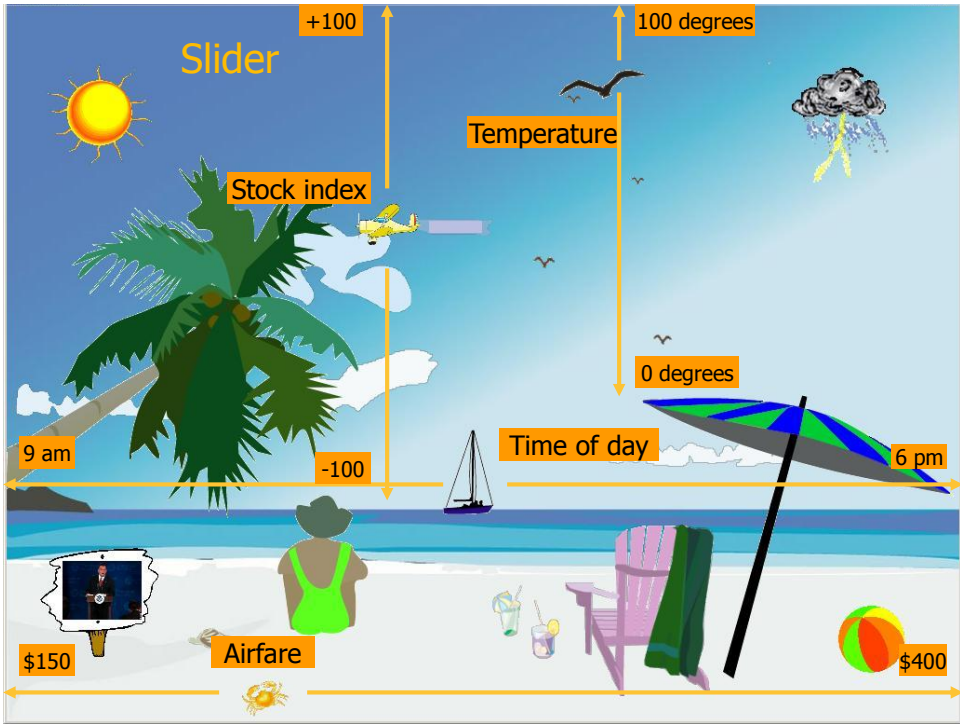 +100
100 degrees
Slider
Temperature
Stock index
0 degrees
Time of day
9 am
-100
6 pm
Airfare
$150
$400